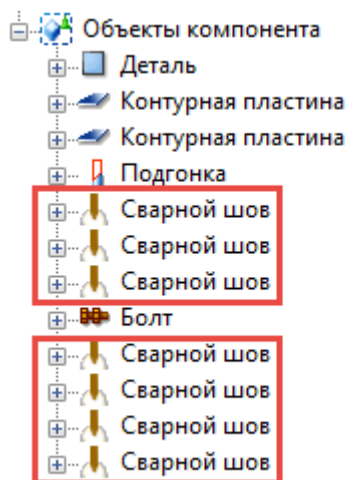 Объекты компонента
Деталь
Контурная пластина
Контурная пластина
Подгонка
Сварной шов
Сварной шов
Сварной шов
Болт
Сварной шов
Сварной шов
Сварной шов
Сварной шов